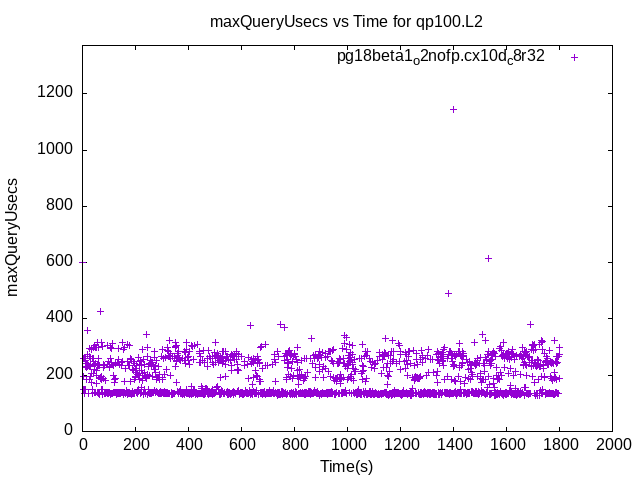 maxQueryUsecs vs Time for qp100.L2
pg18beta1o2nofp.cx10dc8r32
1200
1000
800
600
400
200
0
maxQueryUsecs
0 200 400 600 800 1000 1200 1400 1600 1800 2000
Time(s)